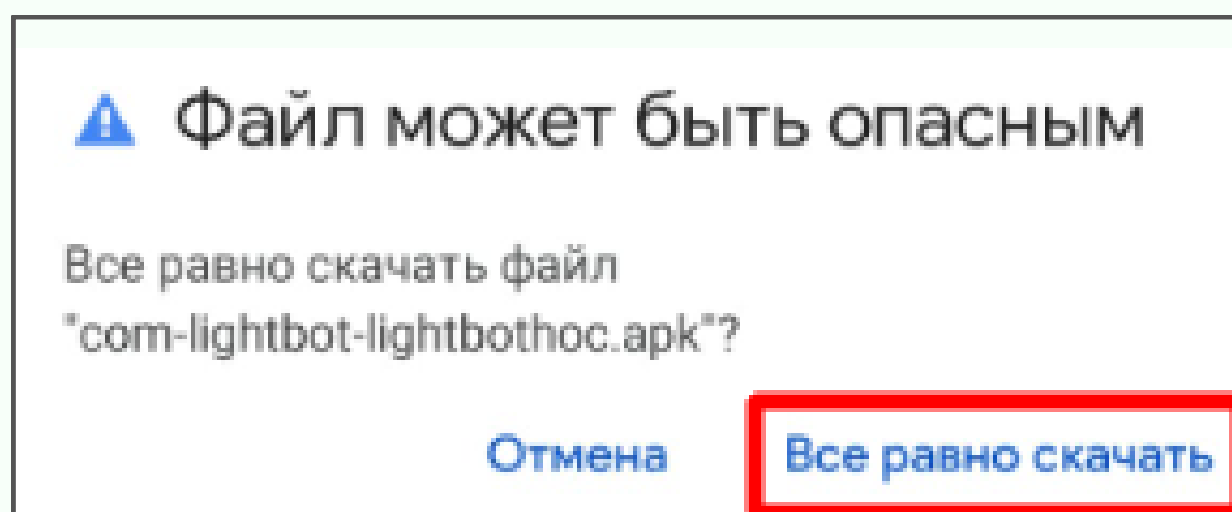 Файл может быть опасным
Все равно скачать файл
"com-lightbot-lightbothoc.apk"?
Отмена Все равно скачать